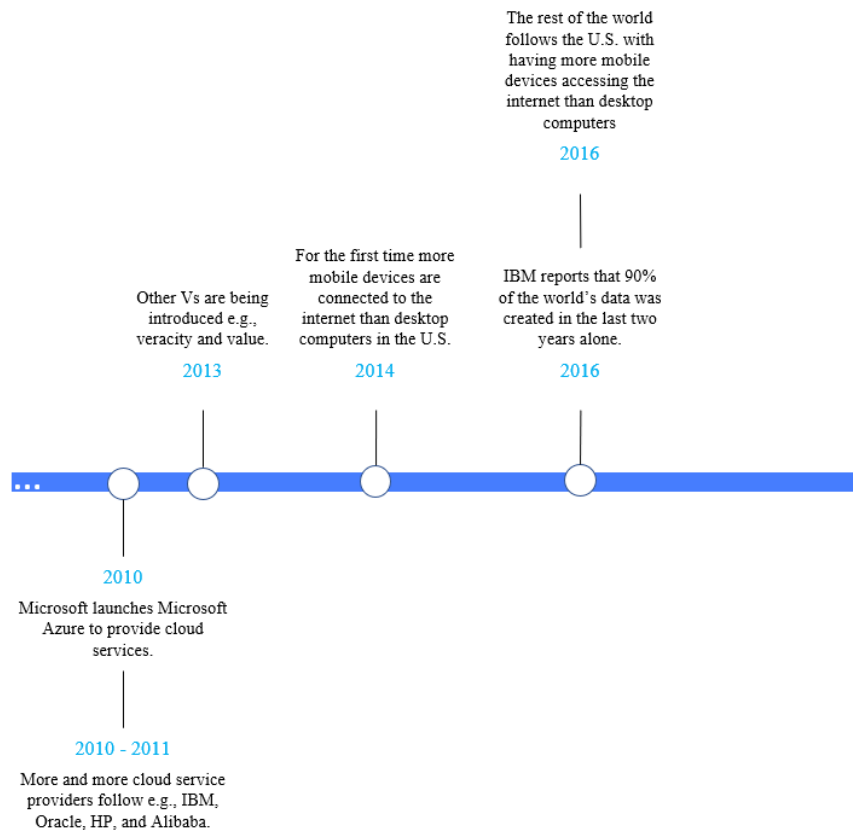 The rest of the world
follows the U.S. with
having more mobile
devices accessing the
internet than desktop
computers
2016
For the first time more
mobile devices are
connected to the
internet than desktop
computers in the U.S.
2014
IBM reports that 90%
of the world’s data was
created in the last two
years alone.
2016
Other Vs are being
introduced e.g.,
veracity and value.
2013
...
2010
Microsoft launches Microsoft
Azure to provide cloud
services.
2010 - 2011
More and more cloud service
providers follow e.g., IBM,
Oracle, HP, and Alibaba.